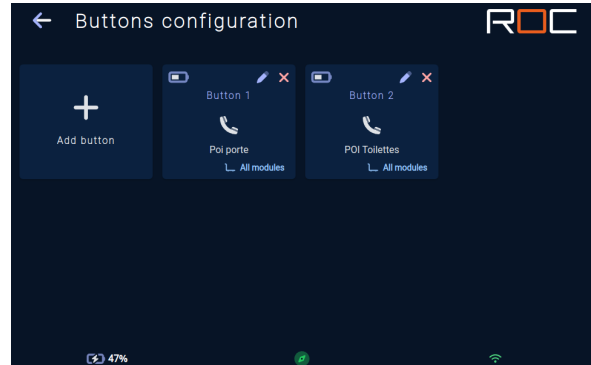 Buttons configuration
ROC
Add button
Button 1
Poi porte
All modules
Button 2
POI Toilettes
All modules
47%